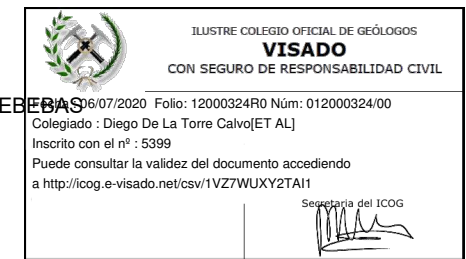 ILUSTRE COLEGIO OFICIAL DE GEÓLOGOS
VISADO
CON SEGURO DE RESPONSABILIDAD CIVIL
Fecha : 06/07/2020 Folio: 12000324R0 Núm: 012000324/00
Colegiado : Diego De La Torre Calvo[ET AL]
Inscrito con el nº : 5399
Puede consultar la validez del documento accediendo
a http://icog.e-visado.net/csv/1VZ7WUXY2TAI1
Secretaria del ICOG